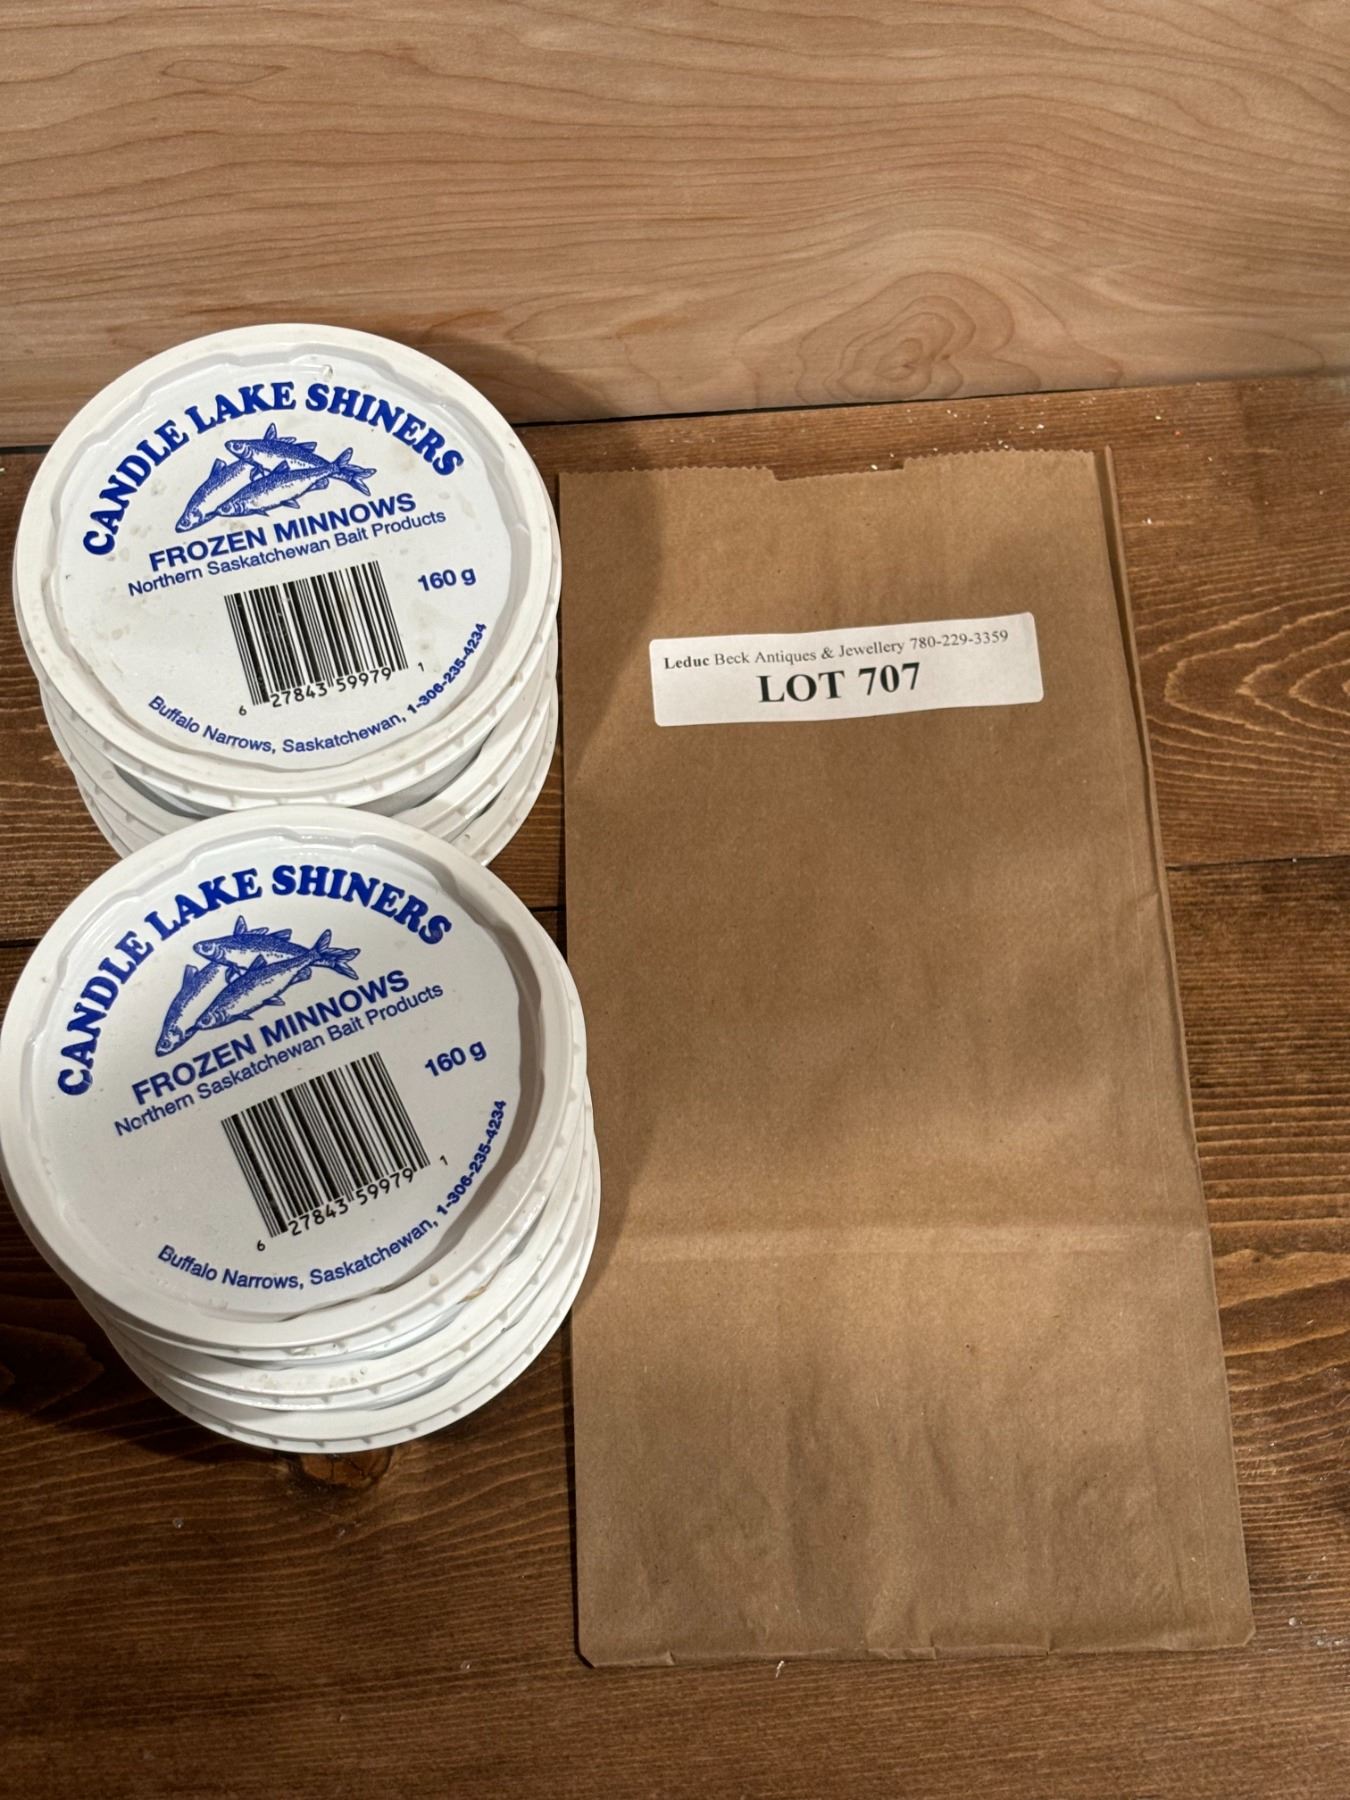 CANDLE LAKE SHINERS
FROZEN MINNOWS
Northern Saskatchewan Bait Products
160 g
6 27843 59979 1
Buffalo Narrows, Saskatchewan, 1-306-235-4234
Leduc Beck Antiques & Jewellery 780-229-3359
LOT 707
CANDLE LAKE SHINERS
FROZEN MINNOWS
Northern Saskatchewan Bait Products
160 g
6 27843 59979 1
Buffalo Narrows, Saskatchewan, 1-306-235-4234